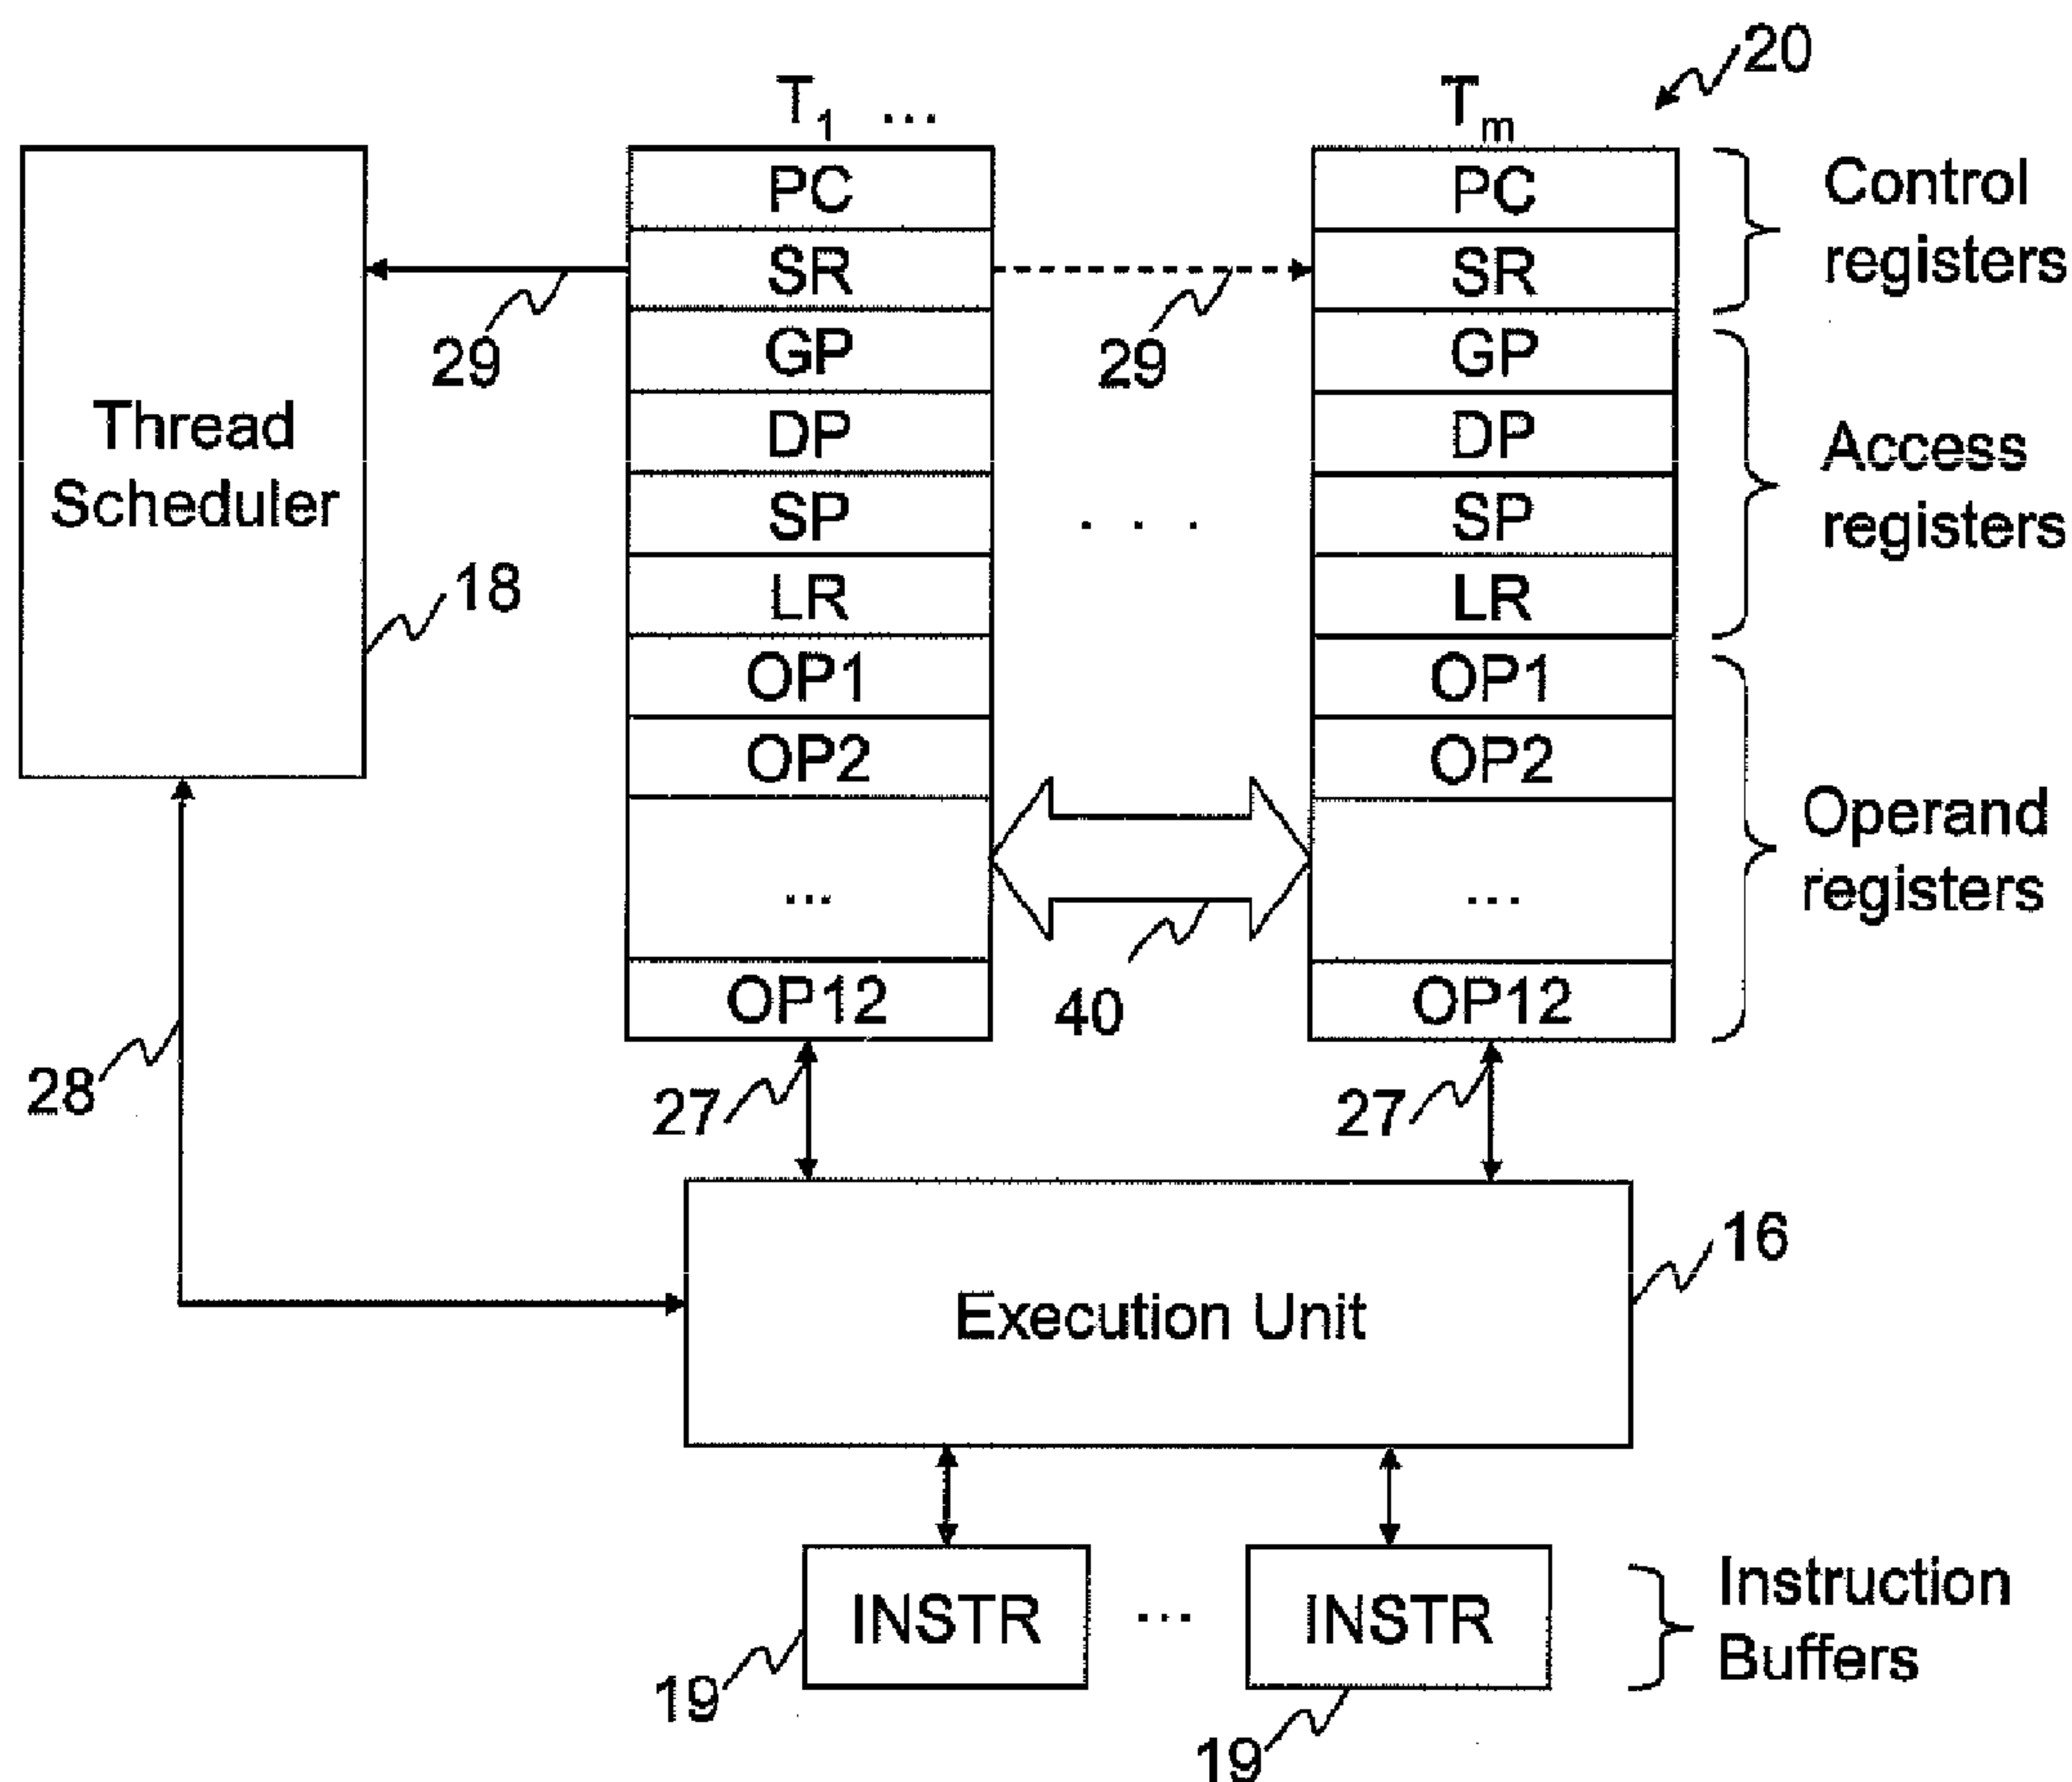 20
T1 ... Tm
Thread
Scheduler
18
29
29
28
PC
SR
GP
DP
SP
LR
OP1
OP2
...
OP12
. . .
40
PC
SR
GP
DP
SP
LR
OP1
OP2
...
OP12
Control
registers
Access
registers
Operand
registers
27
27
Execution Unit
16
INSTR ... INSTR
19
19
Instruction
Buffers